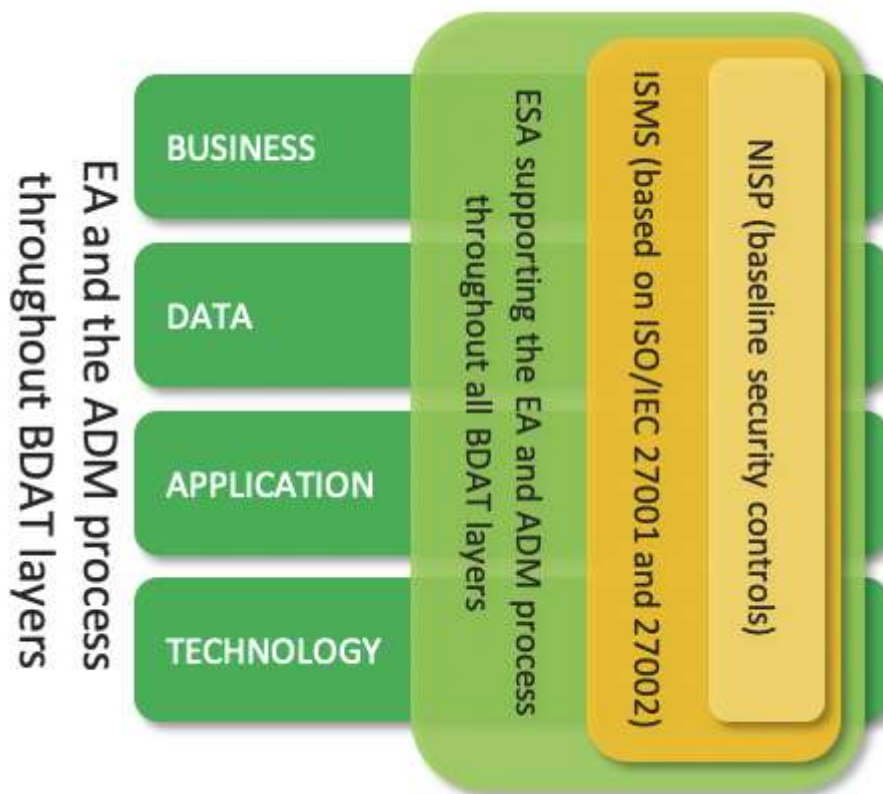 EA and the ADM process
throughout BDAT layers
BUSINESS
DATA
APPLICATION
TECHNOLOGY
ESA supporting the EA and ADM process
throughout all BDAT layers
ISMS (based on ISO/IEC 27001 and 27002)
NISP (baseline security controls)